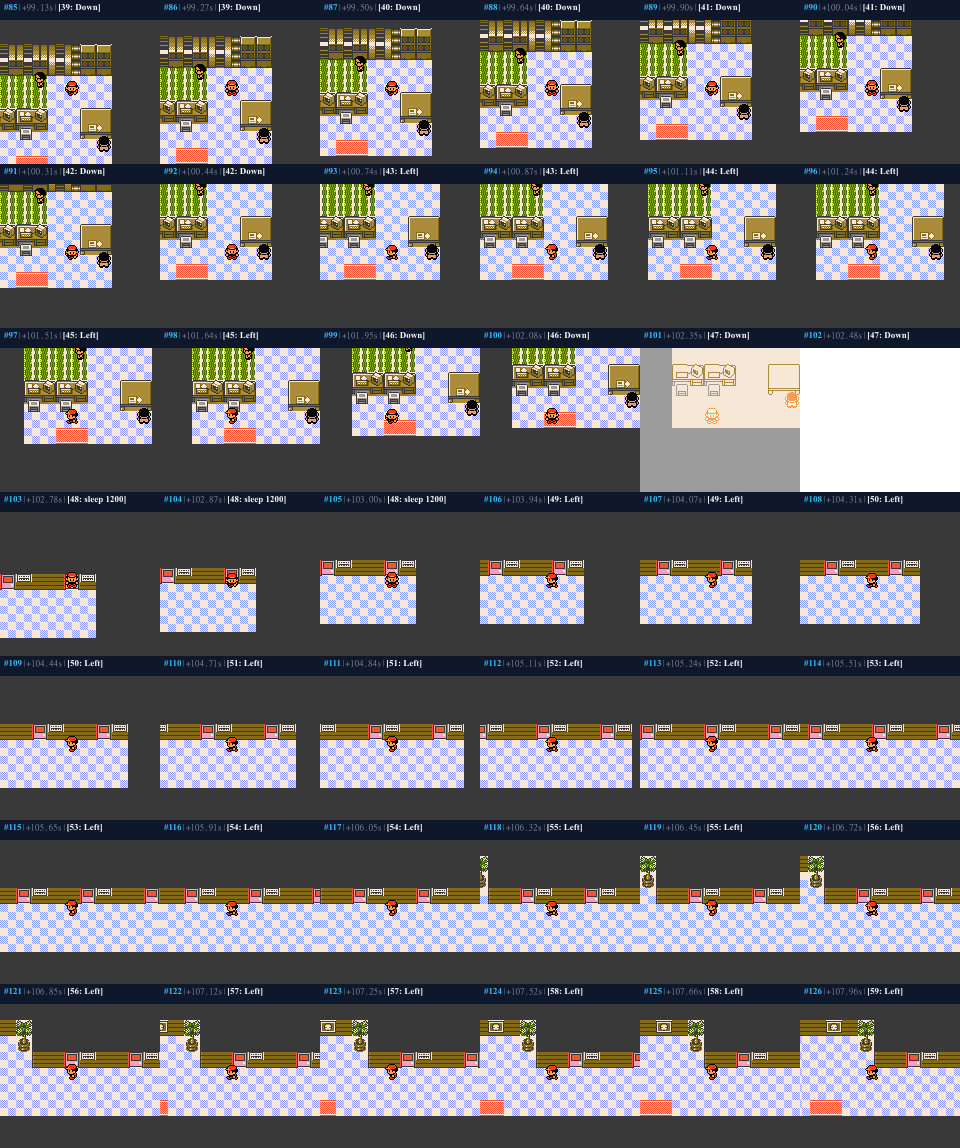 #85|+99.13s|[39: Down]
#86|+99.27s|[39: Down]
#87|+99.50s|[40: Down]
#88|+99.64s|[40: Down]
#89|+99.90s|[41: Down]
#90|+100.04s|[41: Down]
#91|+100.31s|[42: Down]
#92|+100.44s|[42: Down]
#93|+100.74s|[43: Left]
#94|+100.87s|[43: Left]
#95|+101.11s|[44: Left]
#96|+101.24s|[44: Left]
#97|+101.51s|[45: Left]
#98|+101.64s|[45: Left]
#99|+101.95s|[46: Down]
#100|+102.08s|[46: Down]
#101|+102.35s|[47: Down]
#102|+102.48s|[47: Down]
#103|+102.78s|[48: sleep 1200]
#104|+102.87s|[48: sleep 1200]
#105|+103.00s|[48: sleep 1200]
#106|+103.94s|[49: Left]
#107|+104.07s|[49: Left]
#108|+104.31s|[50: Left]
#109|+104.44s|[50: Left]
#110|+104.71s|[51: Left]
#111|+104.84s|[51: Left]
#112|+105.11s|[52: Left]
#113|+105.24s|[52: Left]
#114|+105.51s|[53: Left]
#115|+105.65s|[53: Left]
#116|+105.91s|[54: Left]
#117|+106.05s|[54: Left]
#118|+106.32s|[55: Left]
#119|+106.45s|[55: Left]
#120|+106.72s|[56: Left]
#121|+106.85s|[56: Left]
#122|+107.12s|[57: Left]
#123|+107.25s|[57: Left]
#124|+107.52s|[58: Left]
#125|+107.66s|[58: Left]
#126|+107.96s|[59: Left]